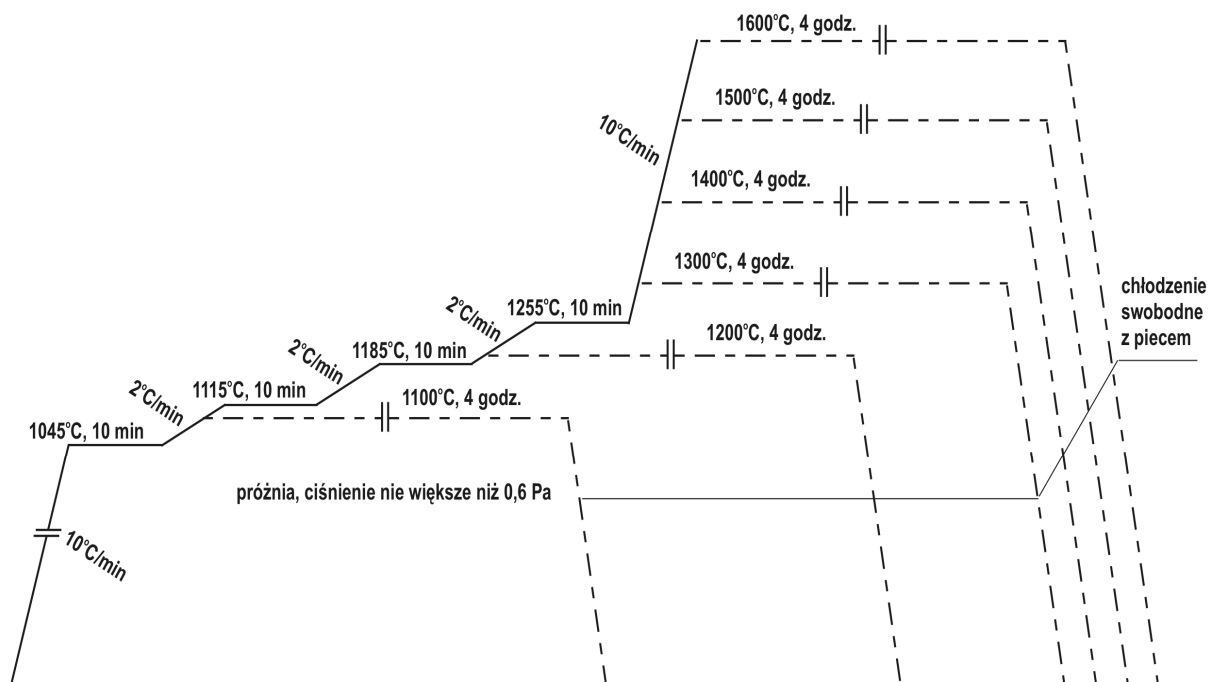 1600°C, 4 godz.
1500°C, 4 godz.
10°C/min
1400°C, 4 godz.
1300°C, 4 godz.
chłodzenie
swobodne
z piecem
1255°C, 10 min
2°C/min
1200°C, 4 godz.
1185°C, 10 min
2°C/min
1115°C, 10 min
2°C/min
1100°C, 4 godz.
1045°C, 10 min
próżnia, ciśnienie nie większe niż 0,6 Pa
10°C/min